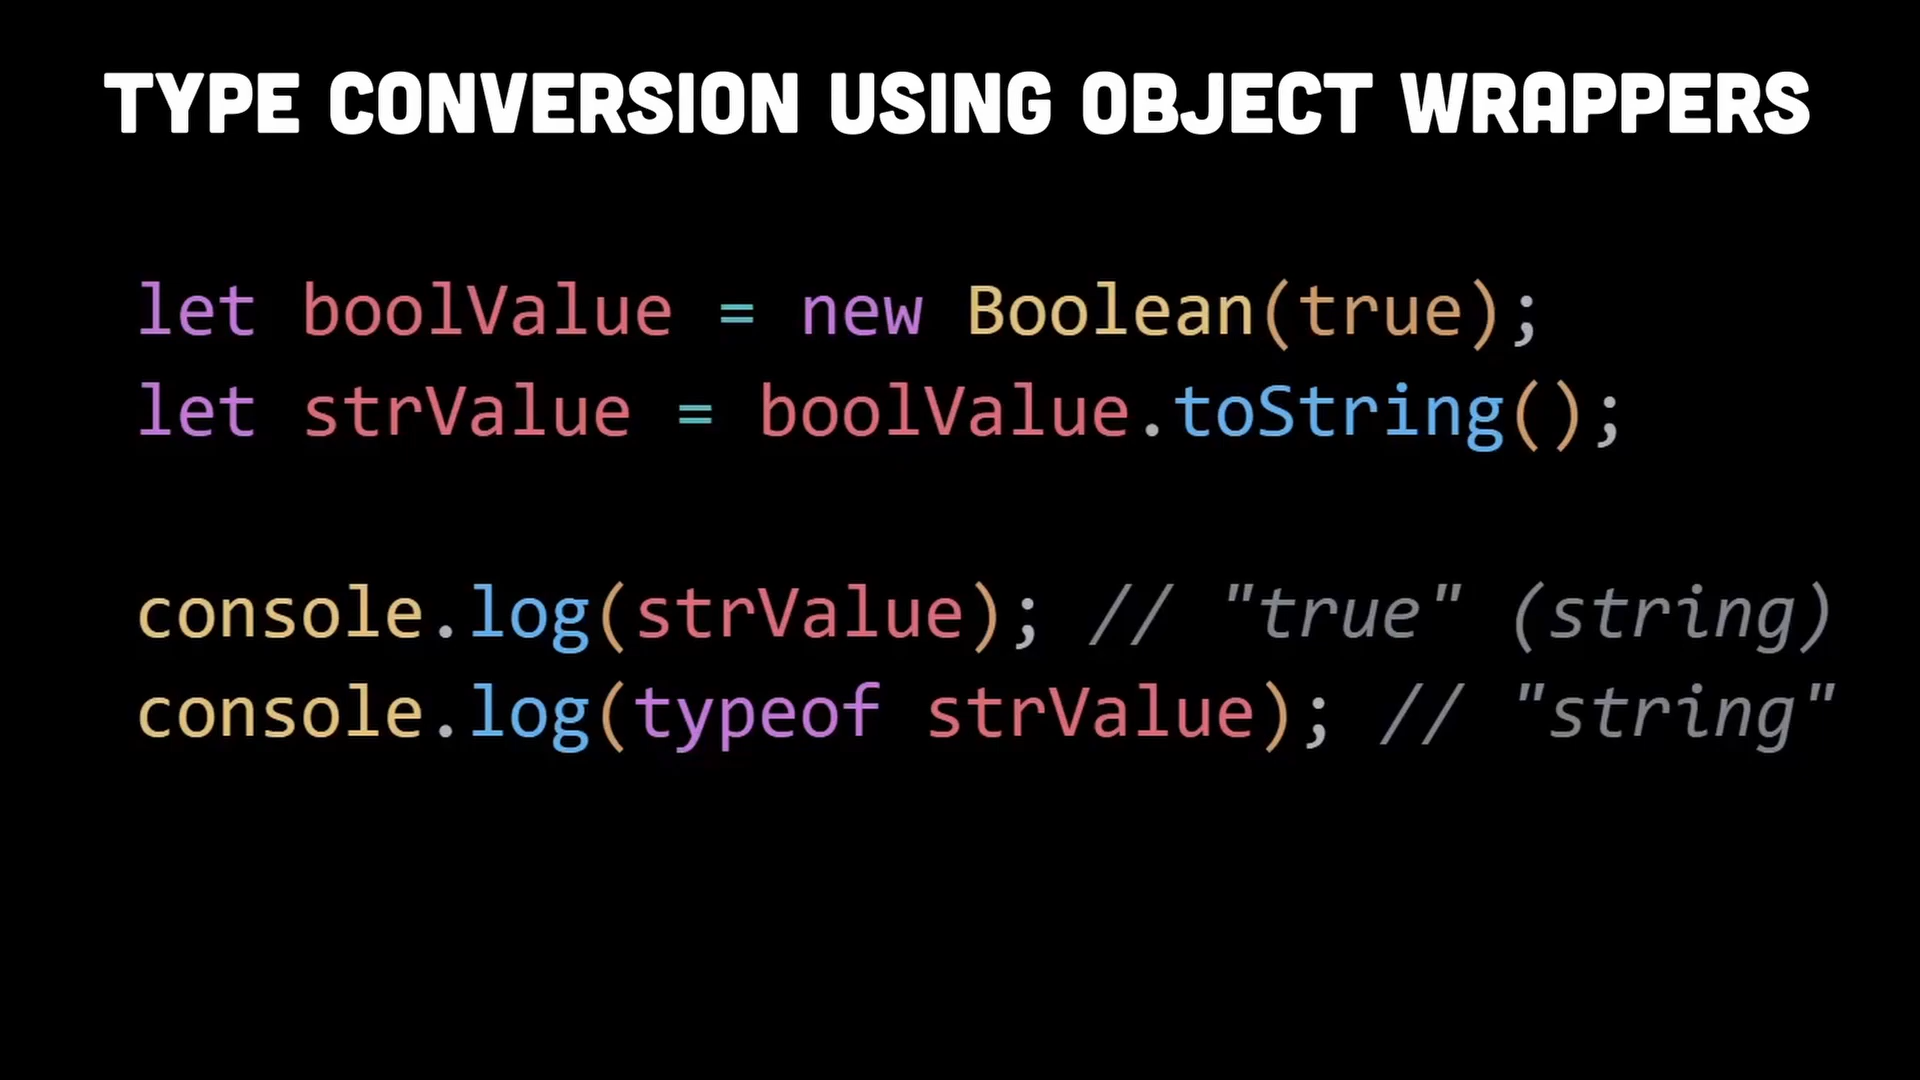 TYPE CONVERSION USING OBJECT WRAPPERS
let boolValue = new Boolean(true);
let strValue = boolValue.toString();
console.log(strValue); // "true" (string)
console.log(typeof strValue); // "string"